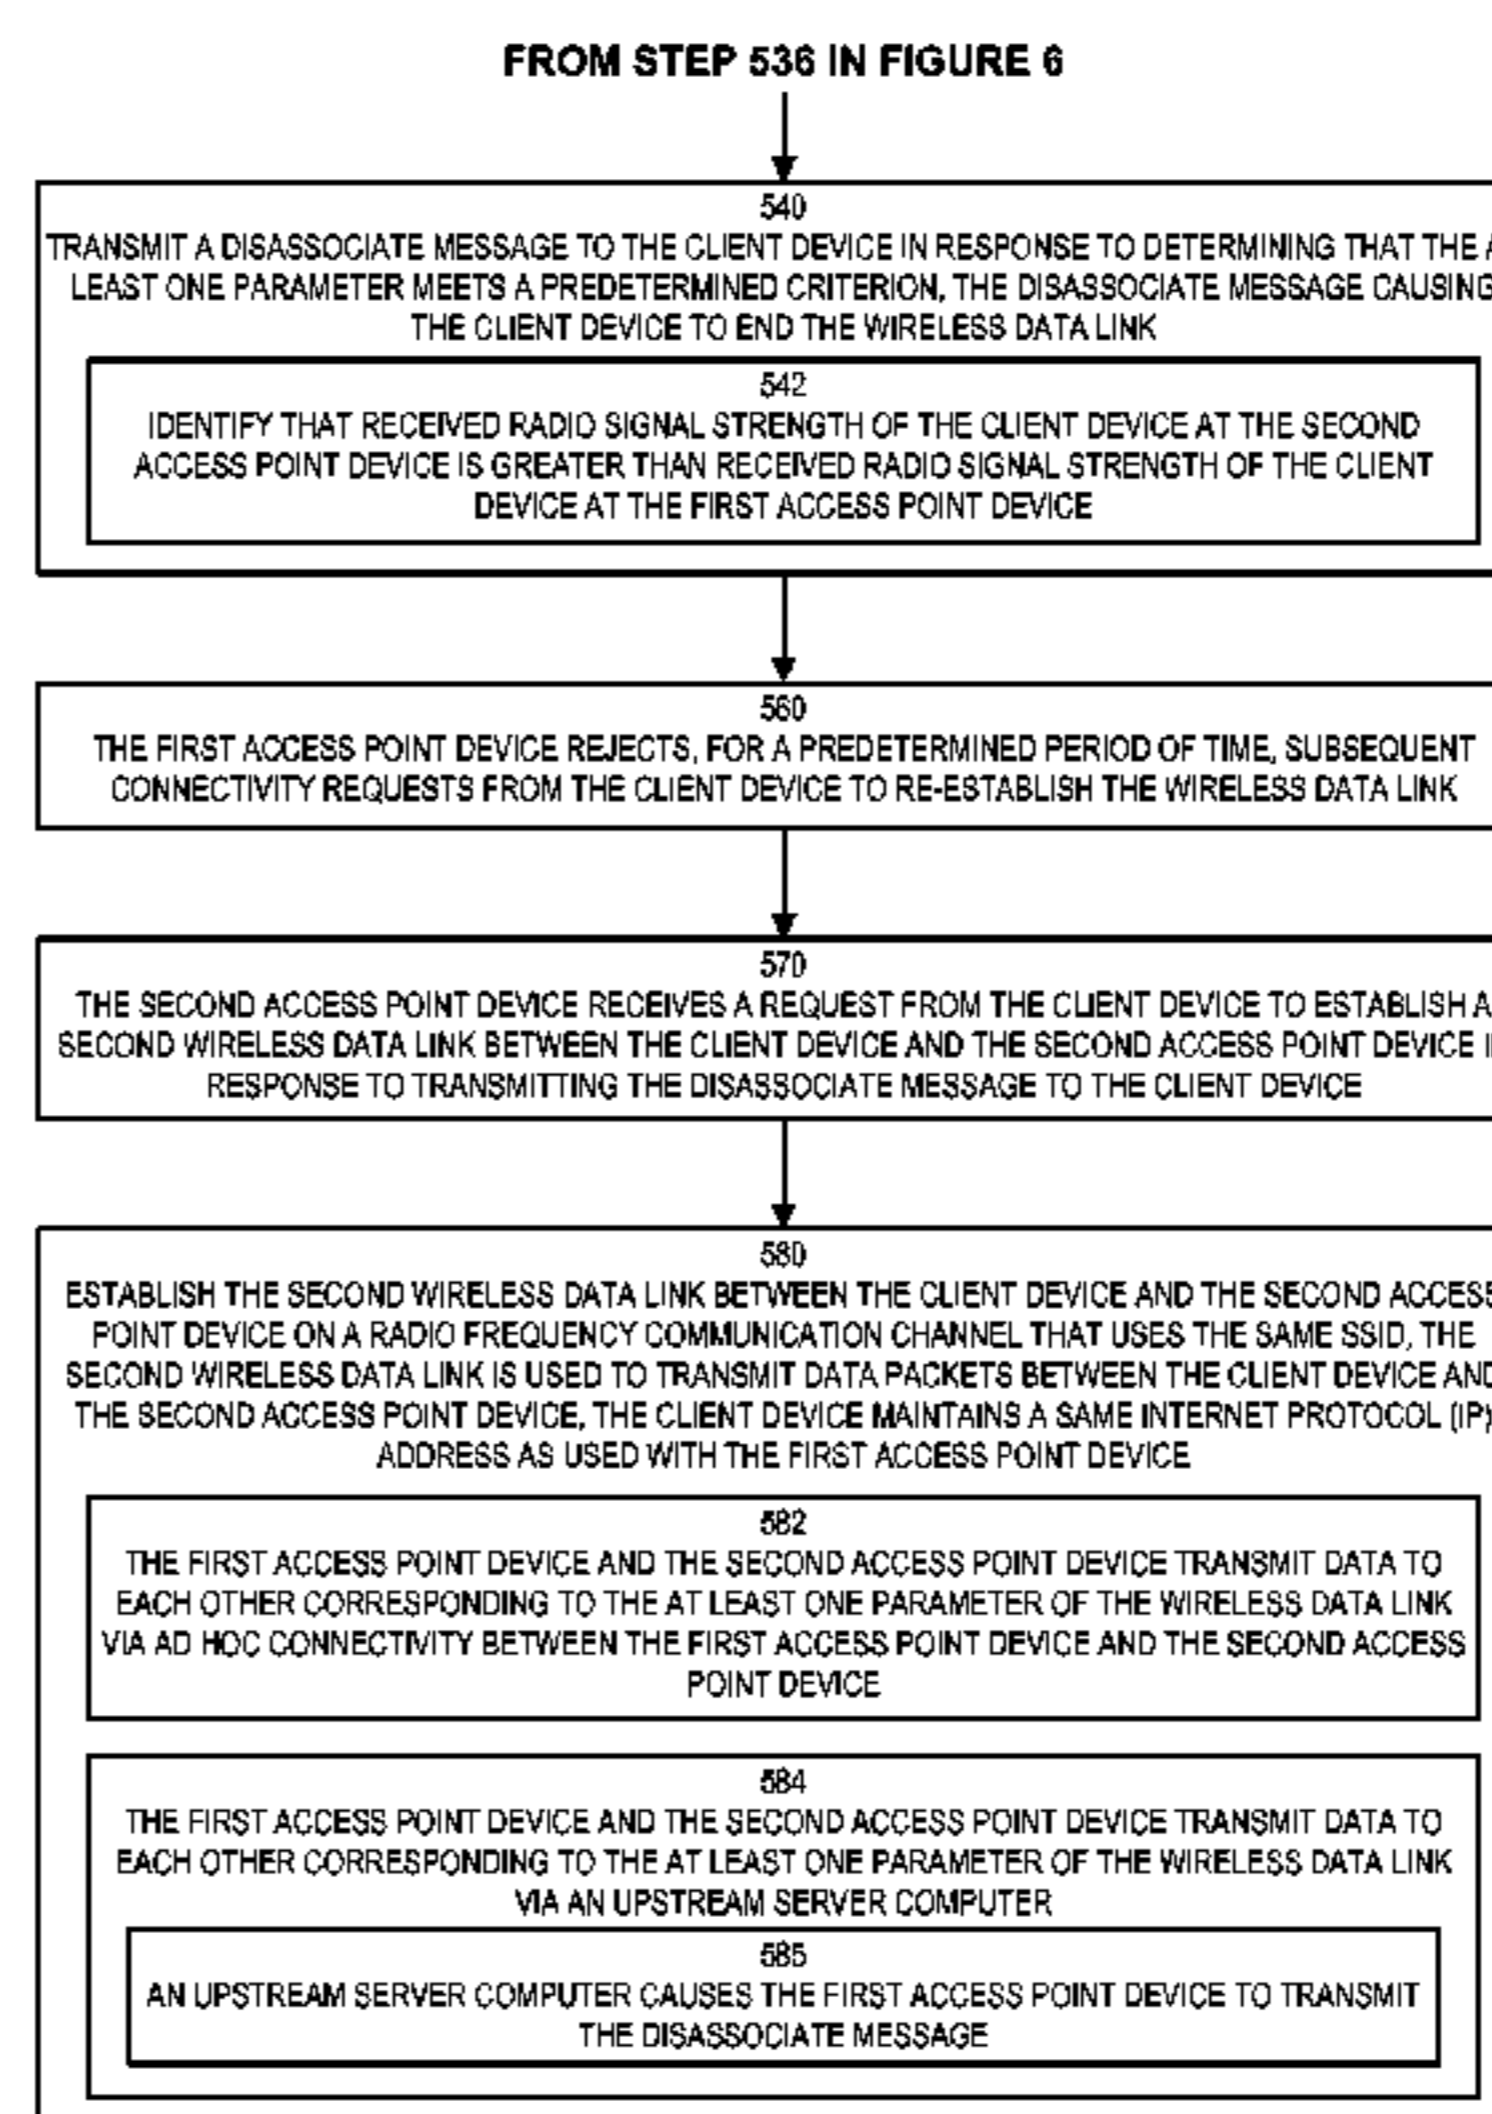 FROM STEP 536 IN FIGURE 6
540
TRANSMIT A DISASSOCIATE MESSAGE TO THE CLIENT DEVICE IN RESPONSE TO DETERMINING THAT THE
LEAST ONE PARAMETER MEETS A PREDETERMINED CRITERION, THE DISASSOCIATE MESSAGE CAUSING
THE CLIENT DEVICE TO END THE WIRELESS DATA LINK
542
IDENTIFY THAT RECEIVED RADIO SIGNAL STRENGTH OF THE CLIENT DEVICE AT THE SECOND
ACCESS POINT DEVICE IS GREATER THAN RECEIVED RADIO SIGNAL STRENGTH OF THE CLIENT
DEVICE AT THE FIRST ACCESS POINT DEVICE
560
THE FIRST ACCESS POINT DEVICE REJECTS, FOR A PREDETERMINED PERIOD OF TIME, SUBSEQUENT
CONNECTIVITY REQUESTS FROM THE CLIENT DEVICE TO RE-ESTABLISH THE WIRELESS DATA LINK
570
THE SECOND ACCESS POINT DEVICE RECEIVES A REQUEST FROM THE CLIENT DEVICE TO ESTABLISH A
SECOND WIRELESS DATA LINK BETWEEN THE CLIENT DEVICE AND THE SECOND ACCESS POINT DEVICE
RESPONSE TO TRANSMITTING THE DISASSOCIATE MESSAGE TO THE CLIENT DEVICE
580
ESTABLISH THE SECOND WIRELESS DATA LINK BETWEEN THE CLIENT DEVICE AND THE SECOND ACCESS
POINT DEVICE ON A RADIO FREQUENCY COMMUNICATION CHANNEL THAT USES THE SAME SSID, THE
SECOND WIRELESS DATA LINK IS USED TO TRANSMIT DATA PACKETS BETWEEN THE CLIENT DEVICE AND
THE SECOND ACCESS POINT DEVICE, THE CLIENT DEVICE MAINTAINS A SAME INTERNET PROTOCOL (IP)
ADDRESS AS USED WITH THE FIRST ACCESS POINT DEVICE
582
THE FIRST ACCESS POINT DEVICE AND THE SECOND ACCESS POINT DEVICE TRANSMIT DATA TO
EACH OTHER CORRESPONDING TO THE AT LEAST ONE PARAMETER OF THE WIRELESS DATA LINK
VIA AD HOC CONNECTIVITY BETWEEN THE FIRST ACCESS POINT DEVICE AND THE SECOND ACCESS
POINT DEVICE
584
THE FIRST ACCESS POINT DEVICE AND THE SECOND ACCESS POINT DEVICE TRANSMIT DATA TO
EACH OTHER CORRESPONDING TO THE AT LEAST ONE PARAMETER OF THE WIRELESS DATA LINK
VIA AN UPSTREAM SERVER COMPUTER
585
AN UPSTREAM SERVER COMPUTER CAUSES THE FIRST ACCESS POINT DEVICE TO TRANSMIT
THE DISASSOCIATE MESSAGE